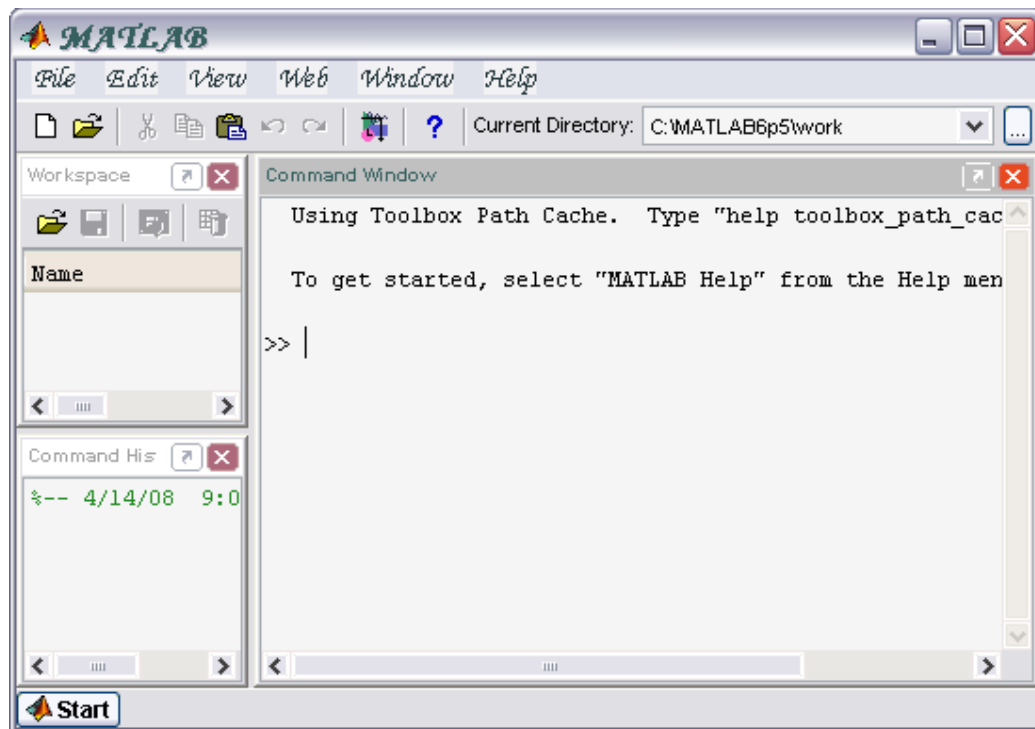 MATLAB
File Edit View Web Window Help
? Current Directory: C:\MATLAB6p5\work ...
Workspace
Name
Command His
%-- 4/14/08 9:0
Command Window
Using Toolbox Path Cache. Type "help toolbox_path_cac
To get started, select "MATLAB Help" from the Help men
>>
Start